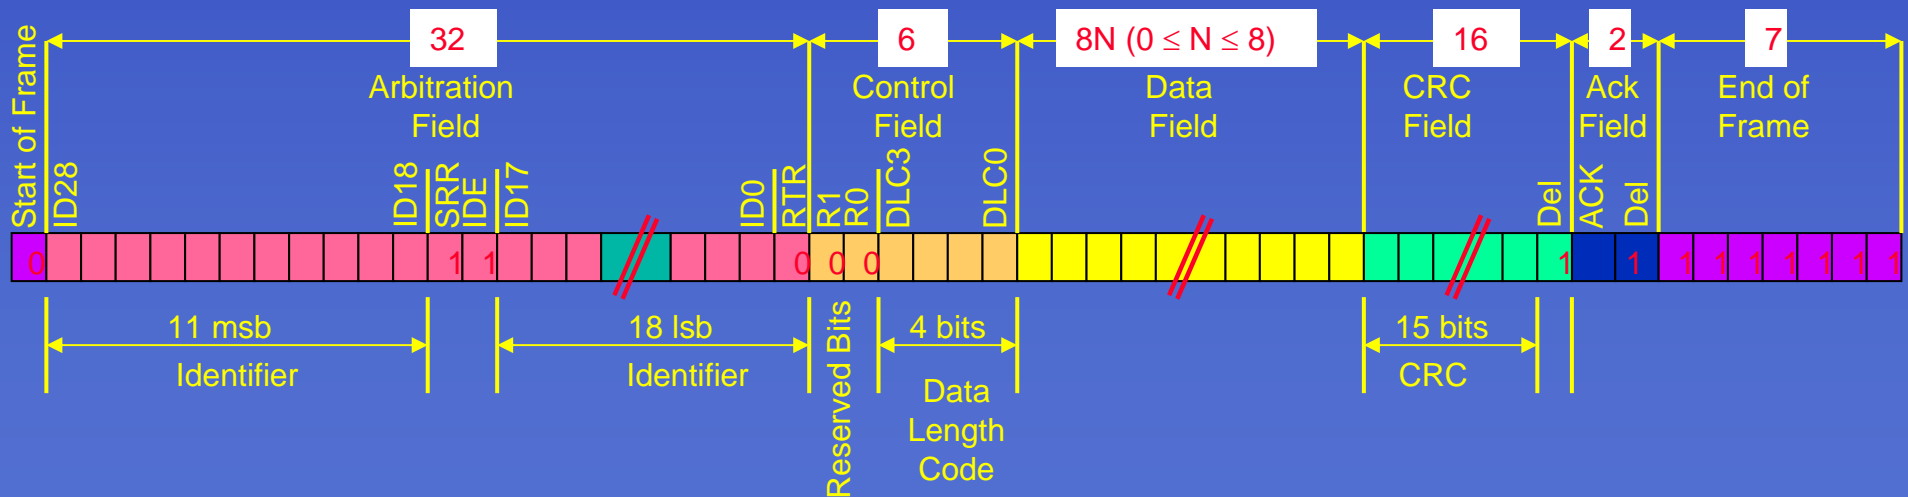 32
6
8N (0 ≤ N ≤ 8)
16
2
7
Start of Frame
Arbitration
Field
Control
Field
Data
Field
CRC
Field
Ack
Field
End of
Frame
ID28
ID18
SRR
IDE
ID17
ID0
RTR
R1
R0
DLC3
DLC0
Del
ACK
Del
0
1
1
0
0
0
1
1
1
1
1
1
1
1
1
11 msb
Identifier
18 lsb
Identifier
Reserved Bits
4 bits
Data
Length
Code
15 bits
CRC